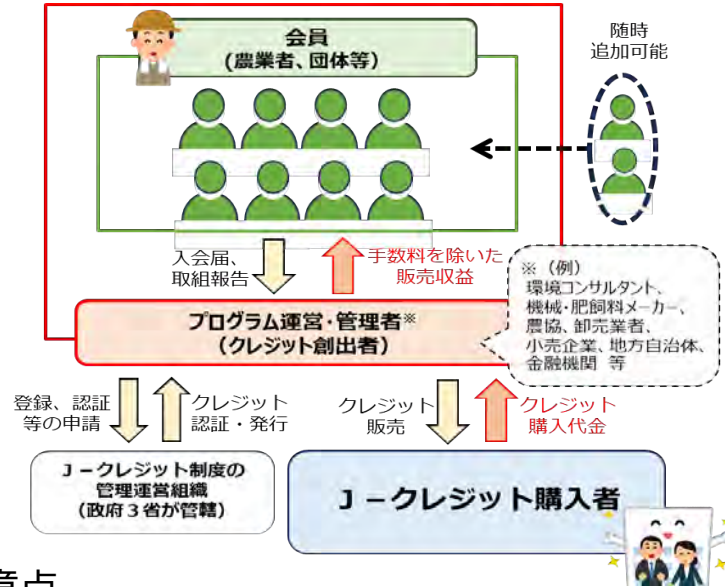 会員
(農業者、団体等)
随時
追加可能
入会届、
取組報告
手数料を除いた
販売収益
※（例）
環境コンサルタント、
機械・肥飼料メーカー、
農協、卸売業者、
小売企業、地方自治体、
金融機関 等
プログラム運営・管理者※
（クレジット創出者）
登録、認証
等の申請
クレジット
認証・発行
クレジット
販売
クレジット
購入代金
Ｊ－クレジット制度の
管理運営組織
(政府３省が管轄)
Ｊ－クレジット購入者
意点